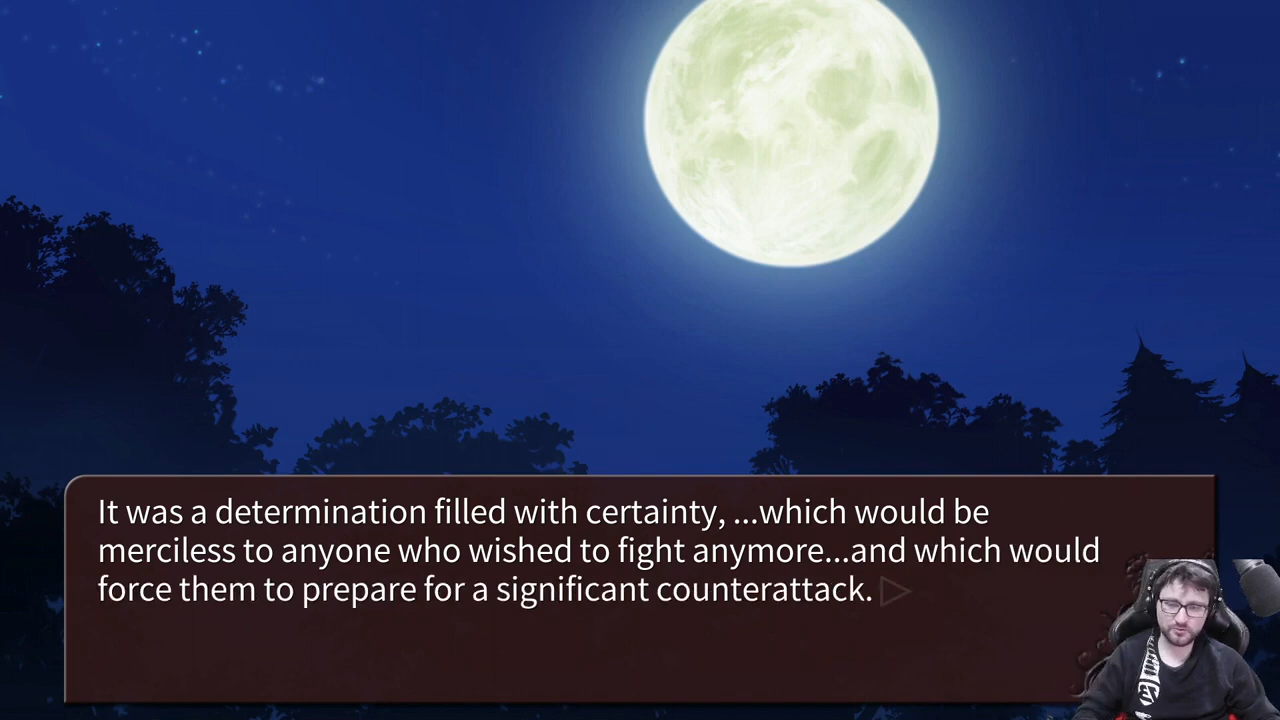 It was a determination filled with certainty, ...which would be
merciless to anyone who wished to fight anymore...and which would
force them to prepare for a significant counterattack.